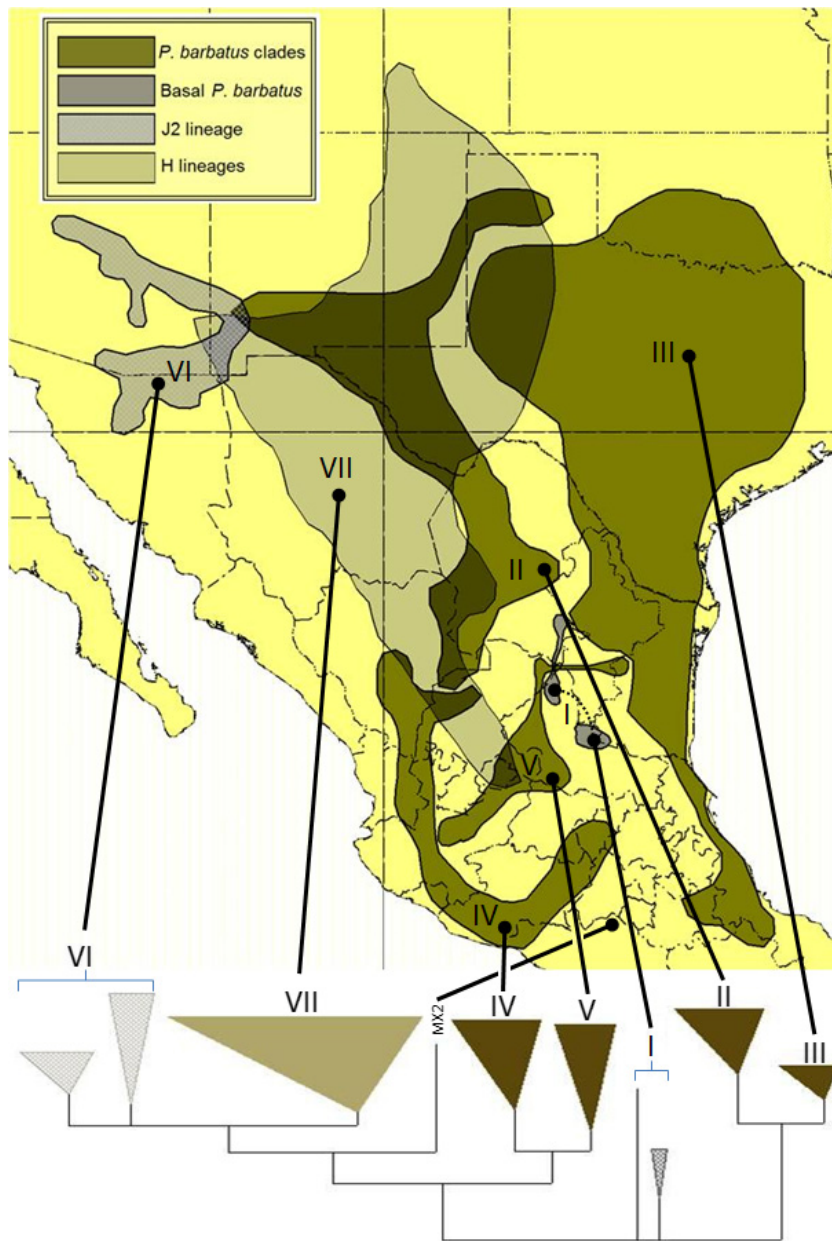 P. barbatus clades
Basal P. barbatus
J2 lineage
H lineages
III
VI
VII
II
I
V
IV
VI
VII
MX2
IV
V
I
II
III